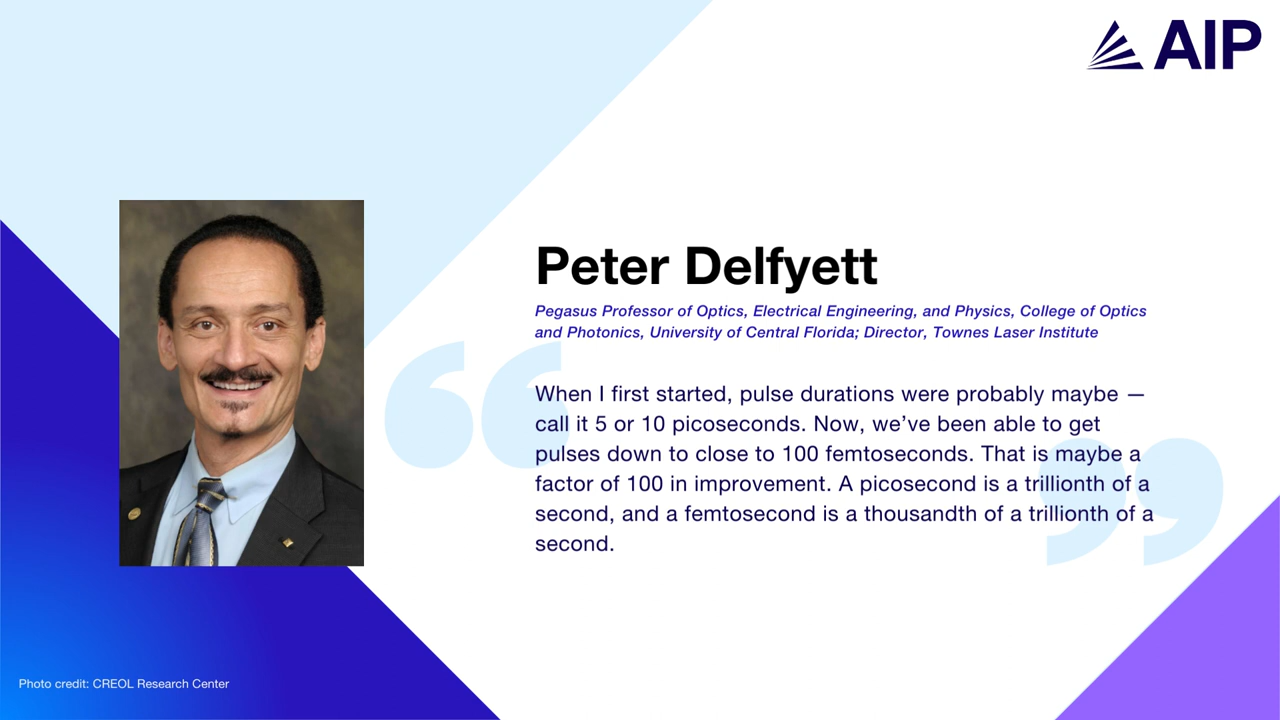 AIP
Peter Delfyett
Pegasus Professor of Optics, Electrical Engineering, and Physics, College of Optics
and Photonics, University of Central Florida; Director, Townes Laser Institute
When I first started, pulse durations were probably maybe —
call it 5 or 10 picoseconds. Now, we’ve been able to get
pulses down to close to 100 femtoseconds. That is maybe a
factor of 100 in improvement. A picosecond is a trillionth of a
second, and a femtosecond is a thousandth of a trillionth of a
second.
Photo credit: CREOL Research Center